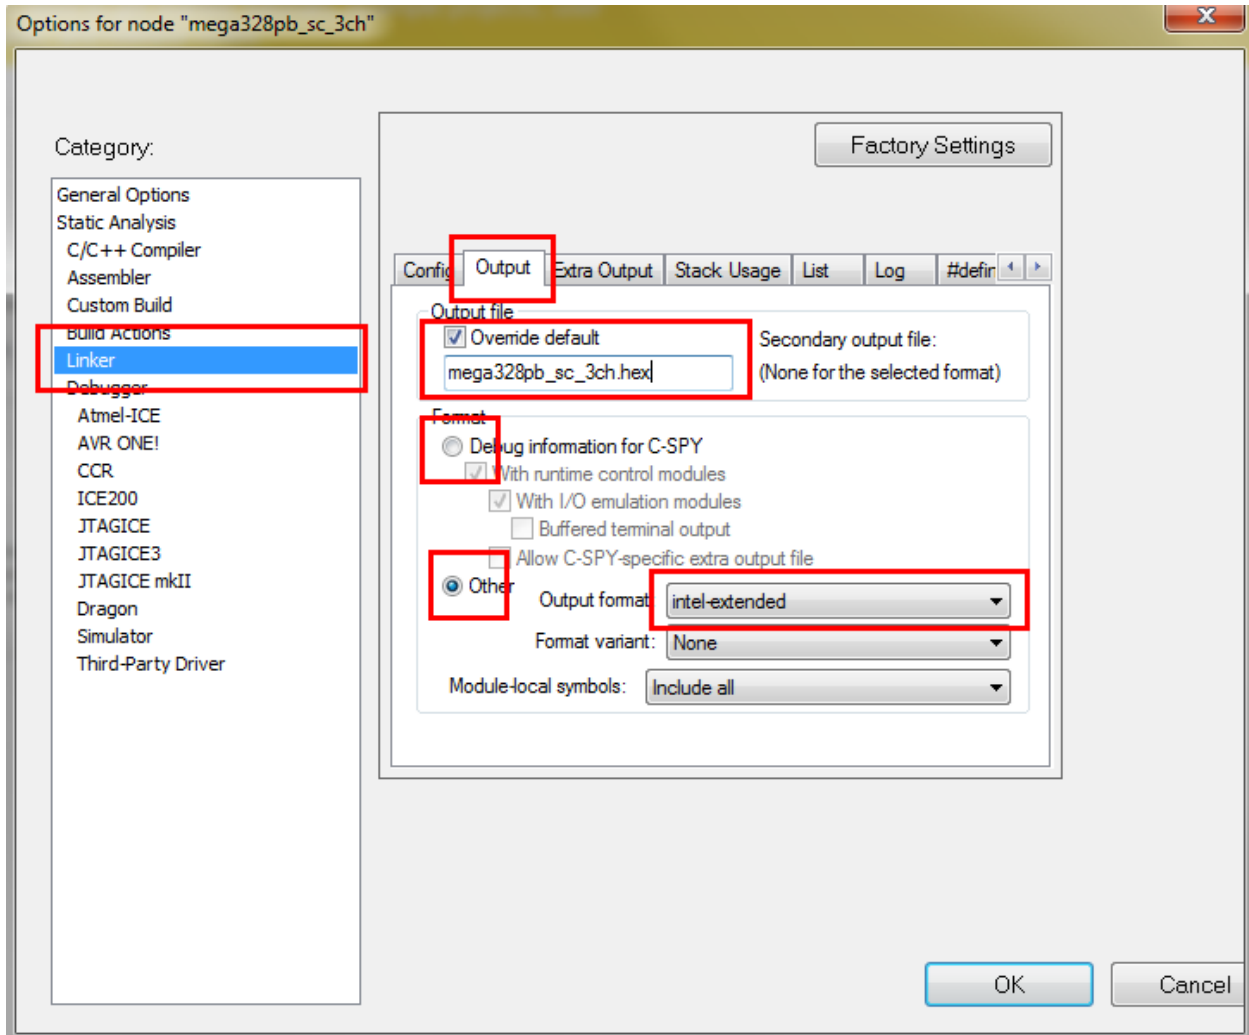 Options for node "mega328pb_sc_3ch"
x
Category:
Factory Settings
General Options
Static Analysis
C/C++ Compiler
Assembler
Custom Build
Build Actions
Linker
Debugger
Atmel-ICE
AVR ONE!
CCR
ICE200
JTAGICE
JTAGICE3
JTAGICE mkII
Dragon
Simulator
Third-Party Driver
Config Output Extra Output Stack Usage List Log #defin
Output file
Override default
Secondary output file:
mega328pb_sc_3ch.hex
(None for the selected format)
Format
Debug information for C-SPY
With runtime control modules
With I/O emulation modules
Buffered terminal output
Allow C-SPY-specific extra output file
Other
Output format intel-extended
Format variant: None
Module-local symbols: Include all
OK Cancel